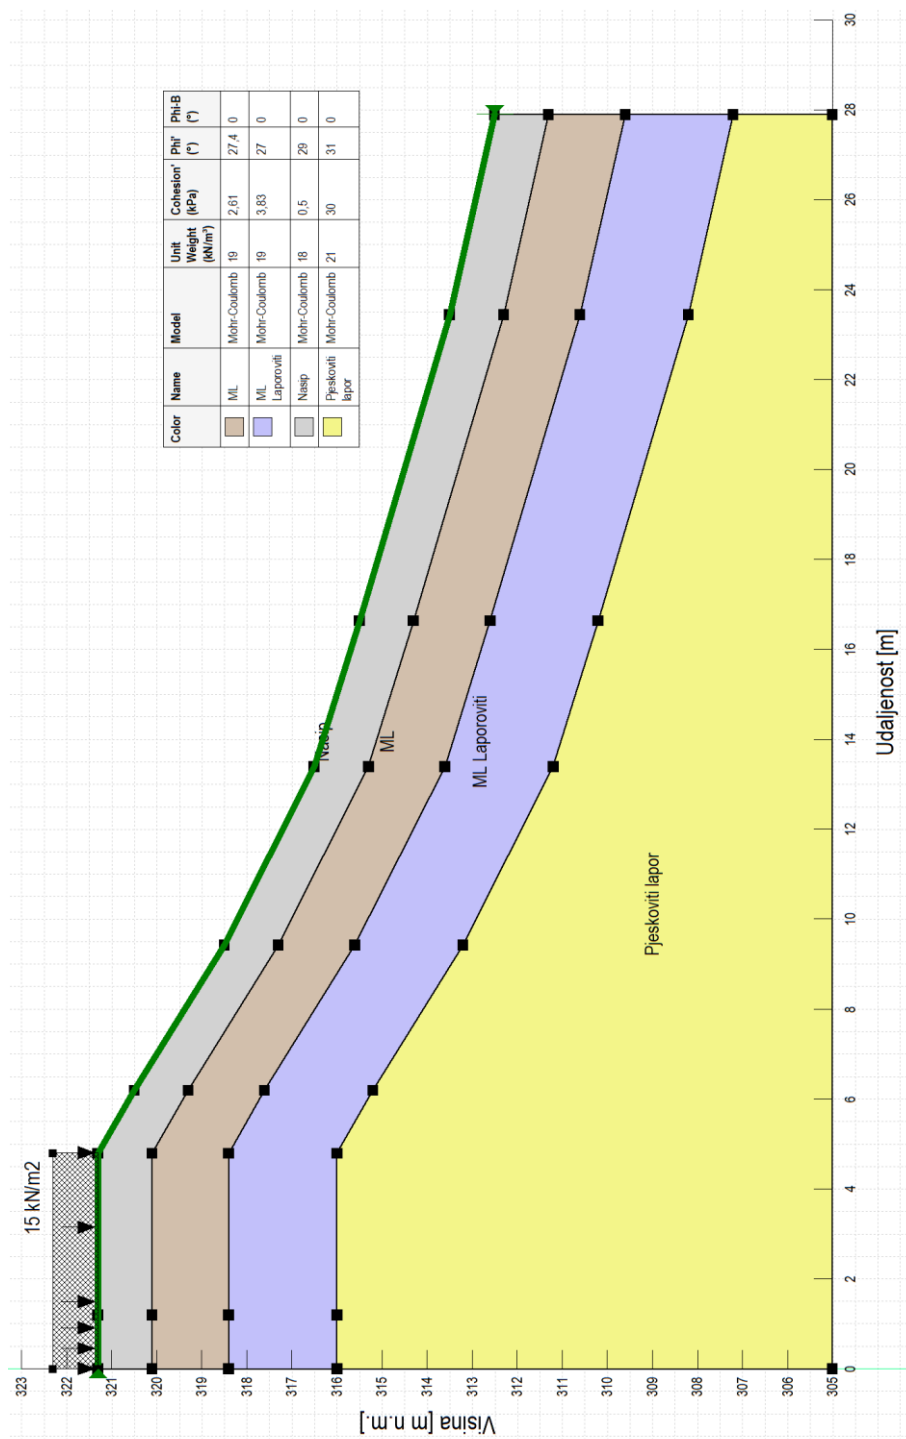 15 kN/m2
Color Name Model Unit Weight (kN/m³) Cohesion' (kPa) Phi' (°) Phi-B (°)
ML Mohr-Coulomb 19 2,61 27,4 0
ML Laporoviti Mohr-Coulomb 19 3,83 27 0
Nasip Mohr-Coulomb 18 0,5 29 0
Pjeskoviti lapor Mohr-Coulomb 21 30 31 0
Nasip
ML
ML Laporoviti
Pjeskoviti lapor
Visina [m n.m.]
323
322
321
320
319
318
317
316
315
314
313
312
311
310
309
308
307
306
305
0 2 4 6 8 10 12 14 16 18 20 22 24 26 28 30
Udaljenost [m]